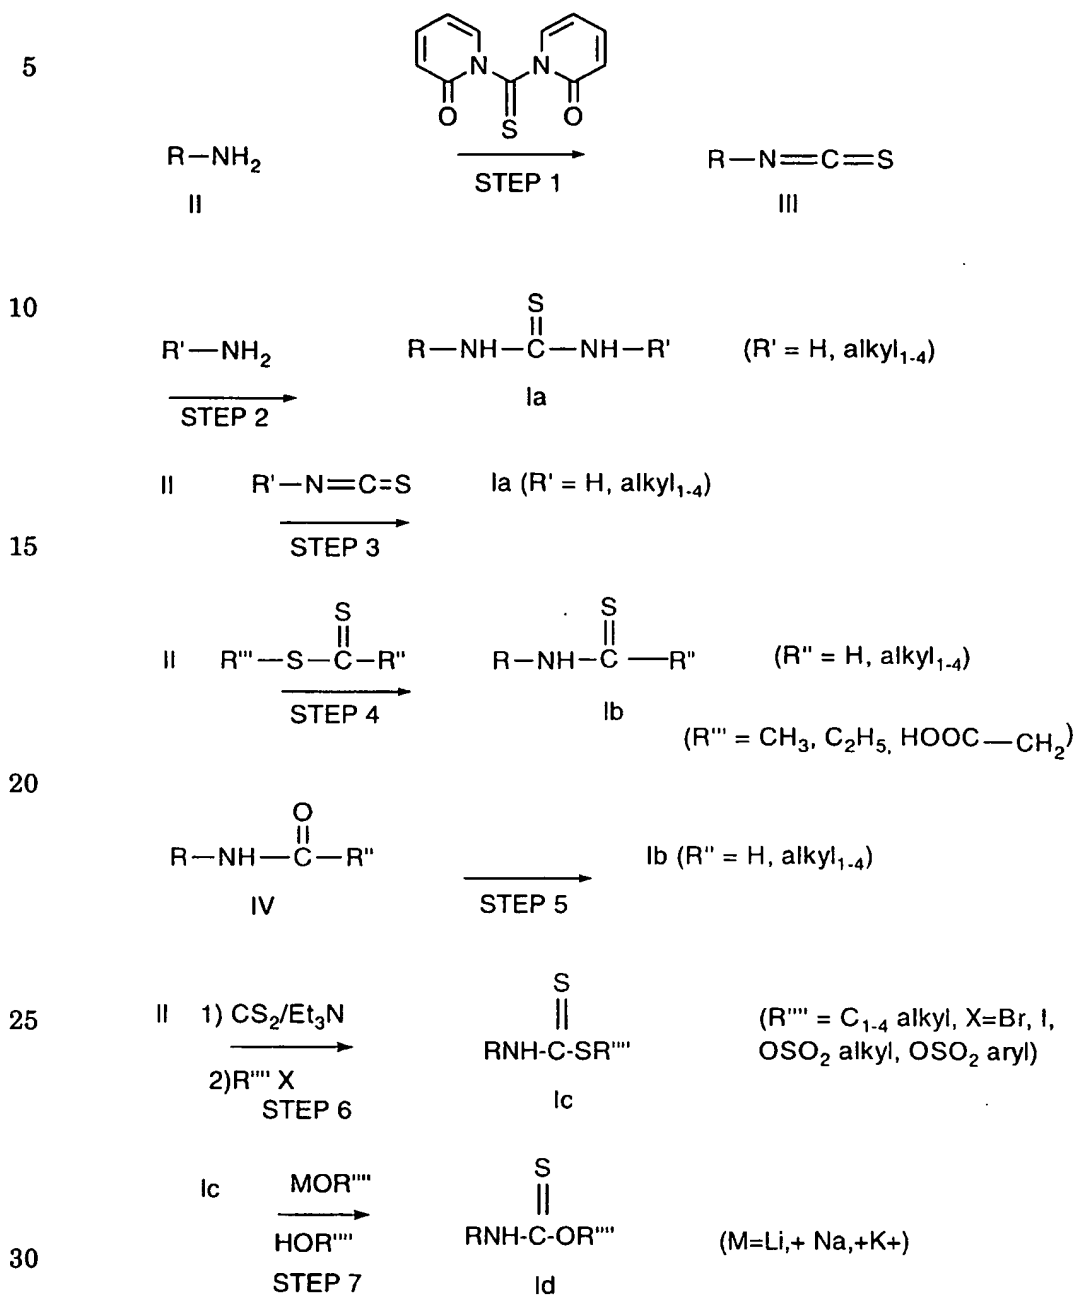 5
N N
O S O
R—NH₂
STEP 1
R—N=C=S
II
III
10
S
R'—NH₂
R—NH—C—NH—R'
(R' = H, alkyl₁₋₄)
STEP 2
Ia
II R'—N=C=S
Ia (R' = H, alkyl₁₋₄)
STEP 3
15
S
S
II R'''—S—C—R''
R—NH—C—R''
(R'' = H, alkyl₁₋₄)
STEP 4
Ib
(R''' = CH₃, C₂H₅, HOOC—CH₂)
20
O
R—NH—C—R''
Ib (R'' = H, alkyl₁₋₄)
IV
STEP 5
25
S
II 1) CS₂/Et₃N
(R'''' = C₁₋₄ alkyl, X=Br, I,
RNH-C-SR''''
OSO₂ alkyl, OSO₂ aryl)
2)R'''' X
STEP 6
Ic
S
Ic MOR''''
RNH-C-OR''''
(M=Li,+ Na,+K+)
HOR''''
30
STEP 7
Id